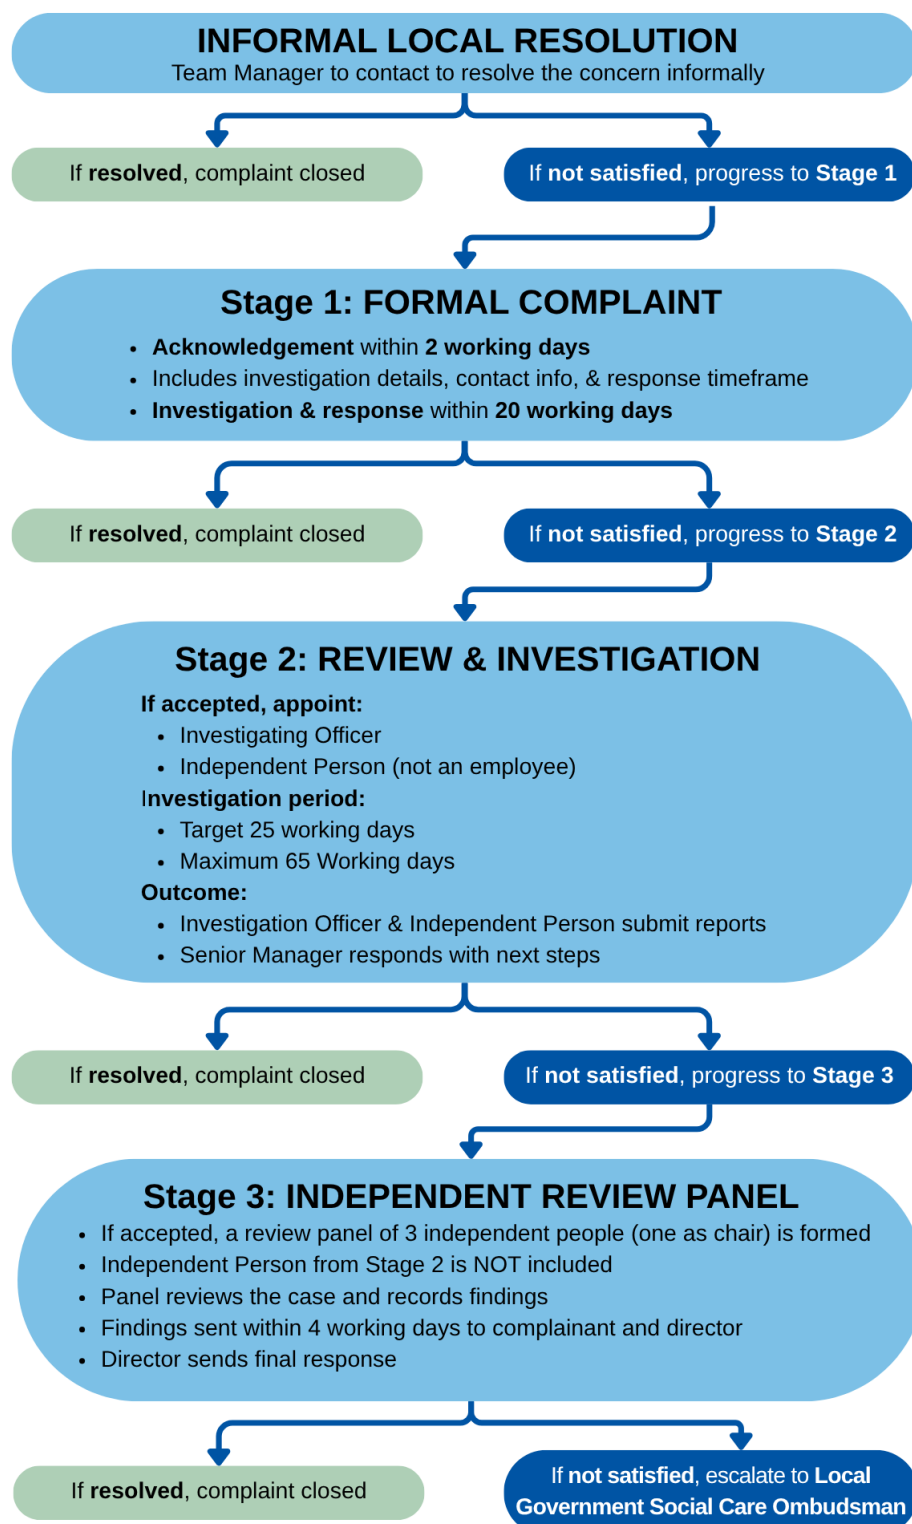 INFORMAL LOCAL RESOLUTION
Team Manager to contact to resolve the concern informally
If resolved, complaint closed
If not satisfied, progress to Stage 1
Stage 1: FORMAL COMPLAINT
• Acknowledgement within 2 working days
• Includes investigation details, contact info, & response timeframe
• Investigation & response within 20 working days
If resolved, complaint closed
If not satisfied, progress to Stage 2
Stage 2: REVIEW & INVESTIGATION
If accepted, appoint:
• Investigating Officer
• Independent Person (not an employee)
Investigation period:
• Target 25 working days
• Maximum 65 Working days
Outcome:
• Investigation Officer & Independent Person submit reports
• Senior Manager responds with next steps
If resolved, complaint closed
If not satisfied, progress to Stage 3
Stage 3: INDEPENDENT REVIEW PANEL
• If accepted, a review panel of 3 independent people (one as chair) is formed
• Independent Person from Stage 2 is NOT included
• Panel reviews the case and records findings
• Findings sent within 4 working days to complainant and director
• Director sends final response
If resolved, complaint closed
If not satisfied, escalate to Local
Government Social Care Ombudsman